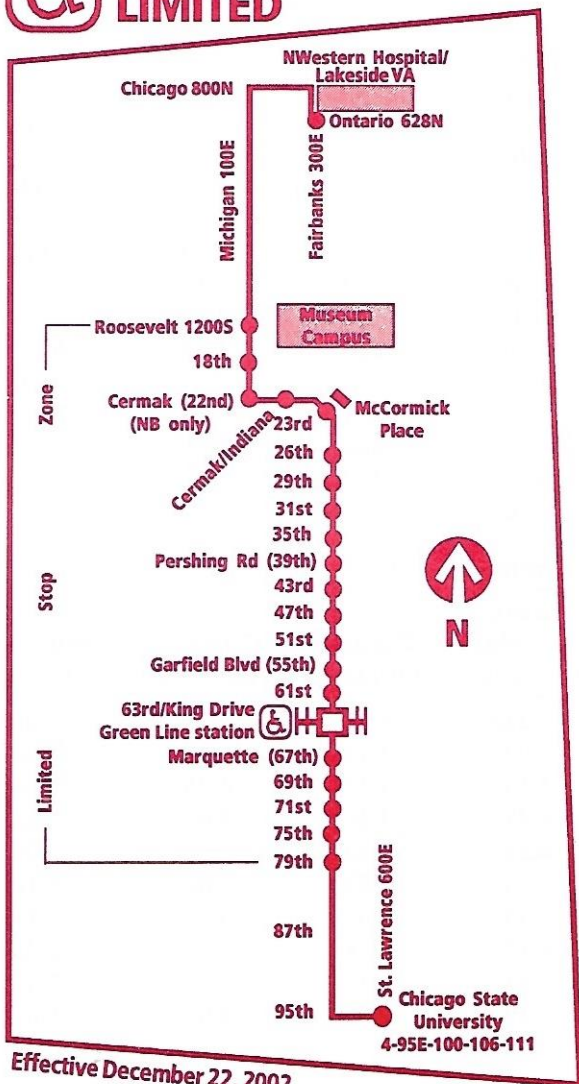 LIMITED
NWestern Hospital/
Lakeside VA
Chicago 800N
Ontario 628N
Michigan 100E
Fairbanks 300E
Museum
Campus
Roosevelt 1200S
18th
Zone
Cermak (22nd)
(NB only)
Cermak/Indiana
23rd
McCormick
Place
26th
29th
31st
35th
Pershing Rd (39th)
43rd
N
47th
Stop
51st
Garfield Blvd (55th)
61st
63rd/King Drive
Green Line station
Marquette (67th)
69th
Limited
71st
75th
79th
St. Lawrence 600E
87th
95th
Chicago State
University
4-95E-100-106-111
Effective December 22, 2002